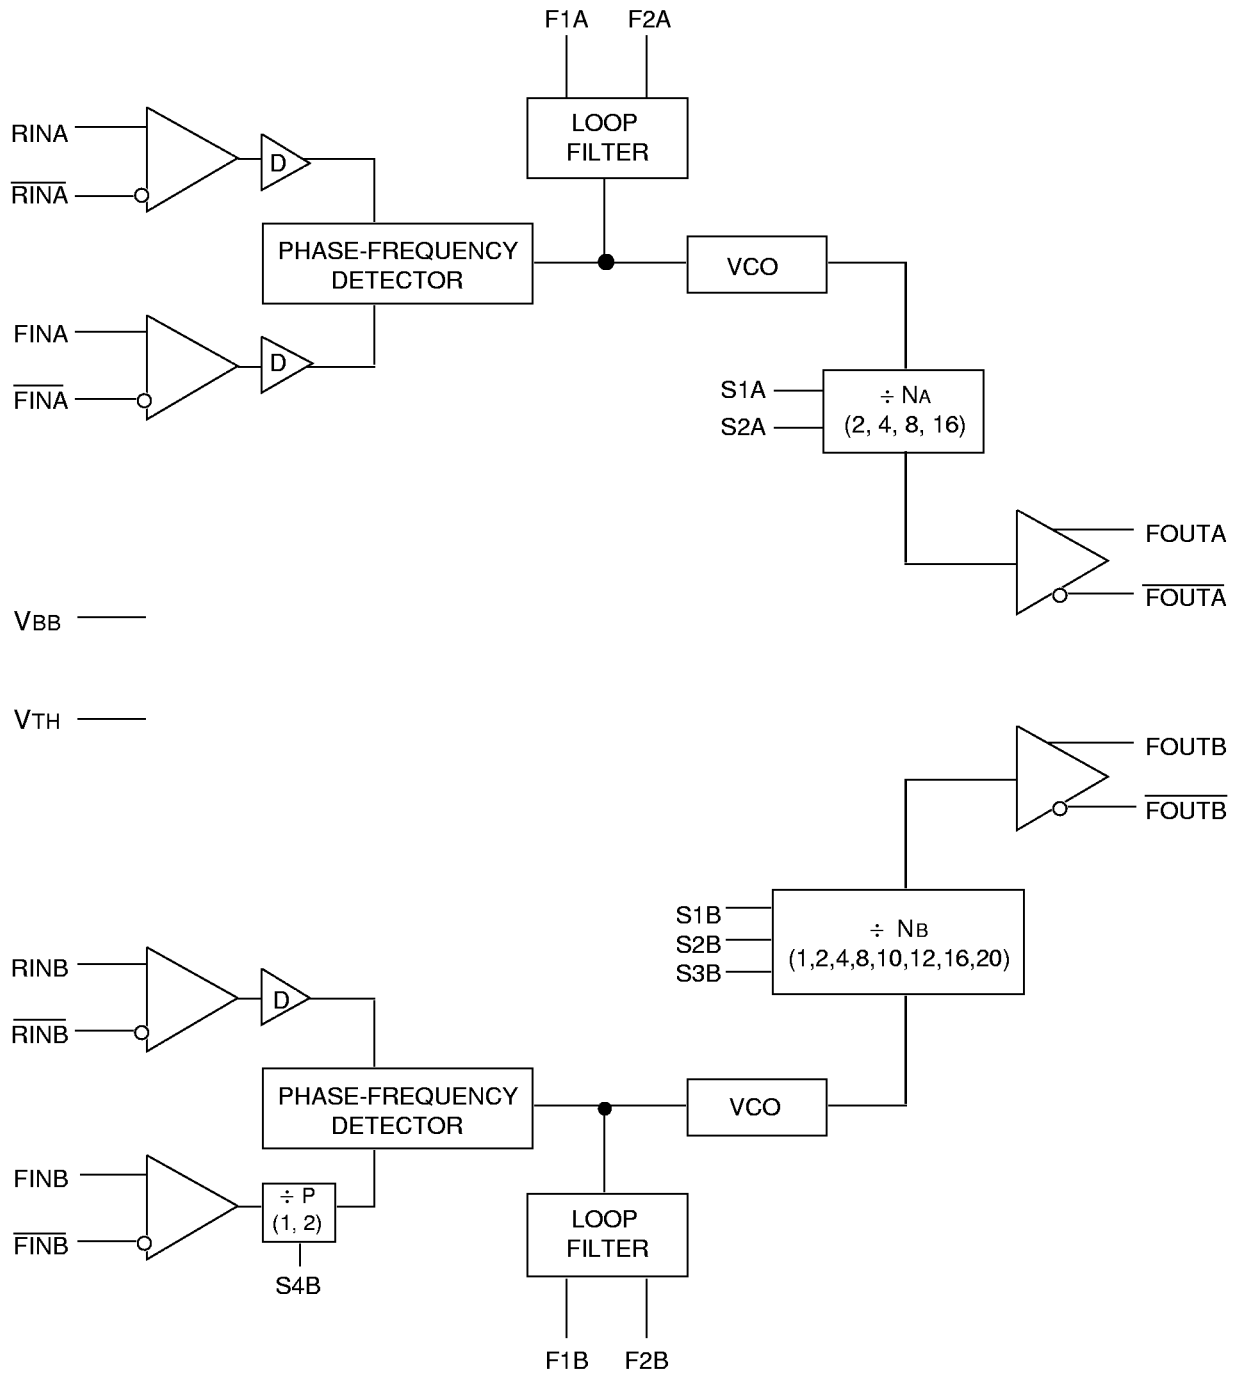 F1A F2A
LOOP
FILTER
RINA
D
RINA
PHASE-FREQUENCY
DETECTOR
VCO
FINA
D
FINA
S1A
S2A
÷ NA
(2, 4, 8, 16)
FOUTA
FOUTA
VBB
VTH
FOUTB
FOUTB
S1B
S2B
S3B
÷ NB
(1,2,4,8,10,12,16,20)
RINB
D
RINB
PHASE-FREQUENCY
DETECTOR
VCO
FINB
FINB
÷ P
(1, 2)
S4B
LOOP
FILTER
F1B F2B